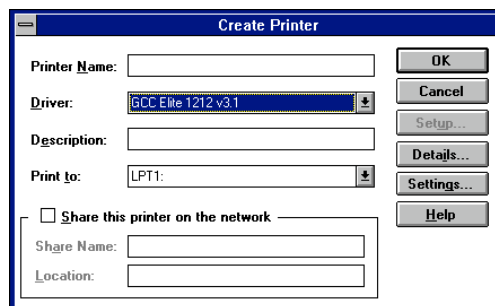 Create Printer
Printer Name:
OK
Driver:
GCC Elite 1212 v3.1
Cancel
Setup...
Description:
Details...
Print to:
LPT1:
Settings...
Share this printer on the network
Help
Share Name:
Location: